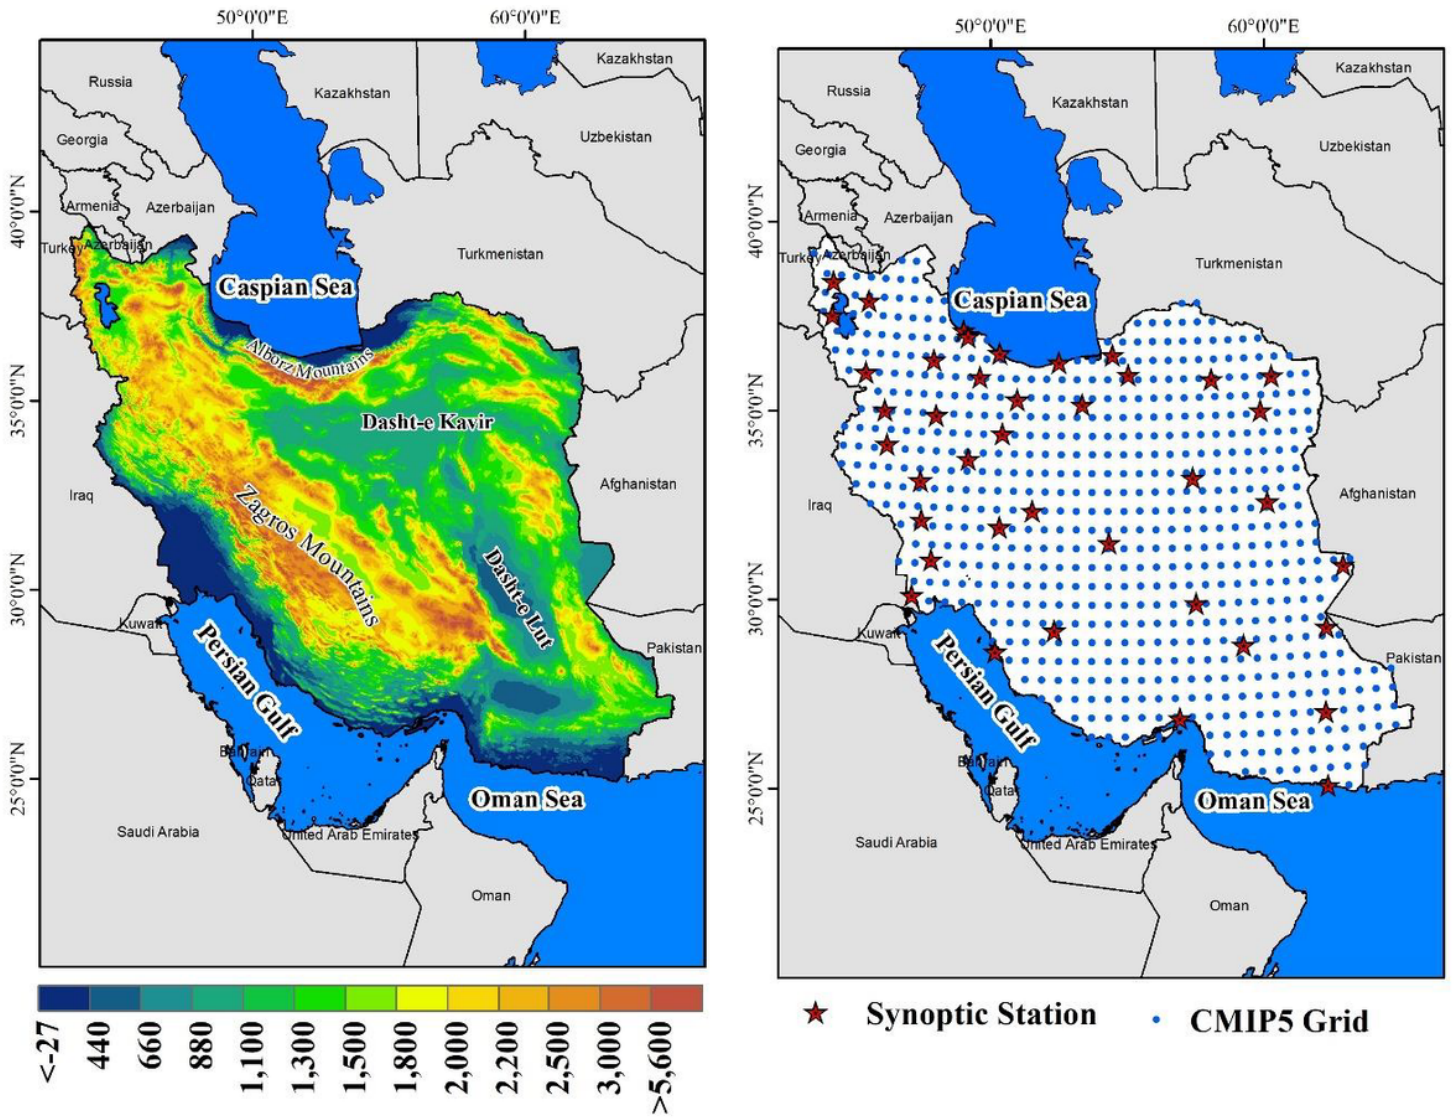 50°0'0"E
60°0'0"E
40°0'0"N
35°0'0"N
30°0'0"N
25°0'0"N
Russia
Kazakhstan
Kazakhstan
Georgia
Uzbekistan
Armenia
Azerbaijan
Turkey
Azerbaijan
Turkmenistan
Caspian Sea
Alborz Mountains
Dasht-e Kavir
Iraq
Zagros Mountains
Afghanistan
Dasht-e Lut
Kuwait
Persian Gulf
Pakistan
Bahrain
Qatar
Oman Sea
Saudi Arabia
United Arab Emirates
Oman
<-27
440
660
880
1,100
1,300
1,500
1,800
2,000
2,200
2,500
3,000
>5,600
50°0'0"E
60°0'0"E
40°0'0"N
35°0'0"N
30°0'0"N
25°0'0"N
Russia
Kazakhstan
Kazakhstan
Georgia
Uzbekistan
Armenia
Azerbaijan
Turkey
Azerbaijan
Turkmenistan
Caspian Sea
Iraq
Afghanistan
Kuwait
Persian Gulf
Pakistan
Bahrain
Qatar
Oman Sea
Saudi Arabia
United Arab Emirates
Oman
Synoptic Station
CMIP5 Grid